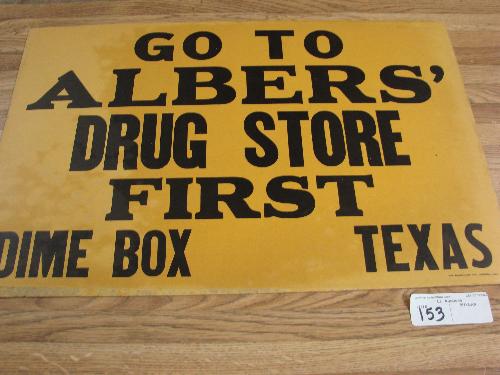 GO TO
ALBERS'
DRUG STORE
FIRST
DIME BOX TEXAS
153